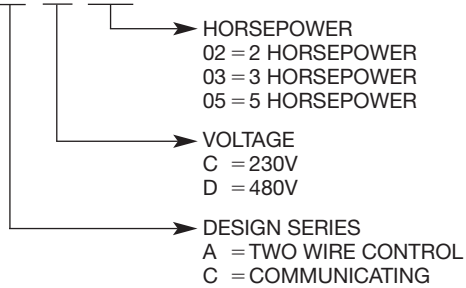 HORSEPOWER
02 = 2 HORSEPOWER
03 = 3 HORSEPOWER
05 = 5 HORSEPOWER
VOLTAGE
C = 230V
D = 480V
DESIGN SERIES
A = TWO WIRE CONTROL
C = COMMUNICATING